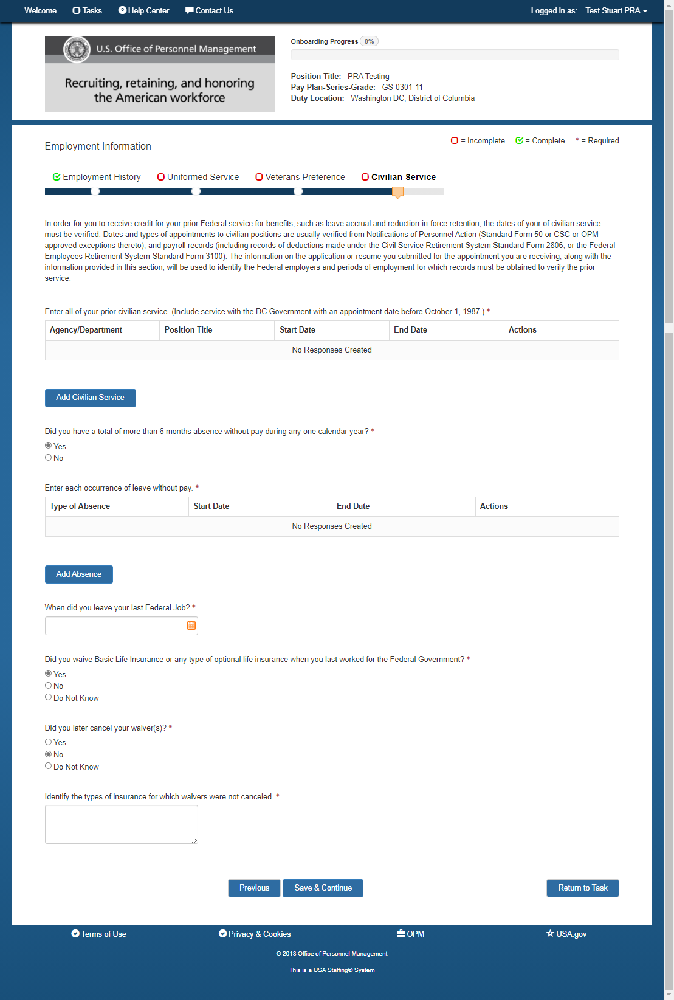 Welcome Tasks Help Center Contact Us Logged in as: Test Stuart PRA
U.S. Office of Personnel Management
Recruiting, retaining, and honoring
the American workforce
Onboarding Progress 0%
Position Title: PRA Testing
Pay Plan-Series-Grade: GS-0301-11
Duty Location: Washington DC, District of Columbia
Employment Information
= Incomplete = Complete * = Required
Employment History Uniformed Service Veterans Preference Civilian Service
In order for you to receive credit for your prior Federal service for benefits, such as leave accrual and reduction-in-force retention, the dates of your of civilian service
must be verified. Dates and types of appointments to civilian positions are usually verified from Notifications of Personnel Action (Standard Form 50 or CSC or OPM
approved exceptions thereto), and payroll records (including records of deductions made under the Civil Service Retirement System Standard Form 2806, or the Federal
Employees Retirement System-Standard Form 3100). The information on the application or resume you submitted for the appointment you are receiving, along with the
information provided in this section, will be used to identify the Federal employers and periods of employment for which records must be obtained to verify the prior
service.
Enter all of your prior civilian service. (Include service with the DC Government with an appointment date before October 1, 1987.) *
Agency/Department Position Title Start Date End Date Actions
No Responses Created
Add Civilian Service
Did you have a total of more than 6 months absence without pay during any one calendar year? *
Yes
No
Enter each occurrence of leave without pay. *
Type of Absence Start Date End Date Actions
No Responses Created
Add Absence
When did you leave your last Federal Job? *
Did you waive Basic Life Insurance or any type of optional life insurance when you last worked for the Federal Government? *
Yes
No
Do Not Know
Did you later cancel your waiver(s)? *
Yes
No
Do Not Know
Identify the types of insurance for which waivers were not canceled. *
Previous Save & Continue Return to Task
Terms of Use Privacy & Cookies OPM USA.gov
© 2013 Office of Personnel Management
This is a USA Staffing® System